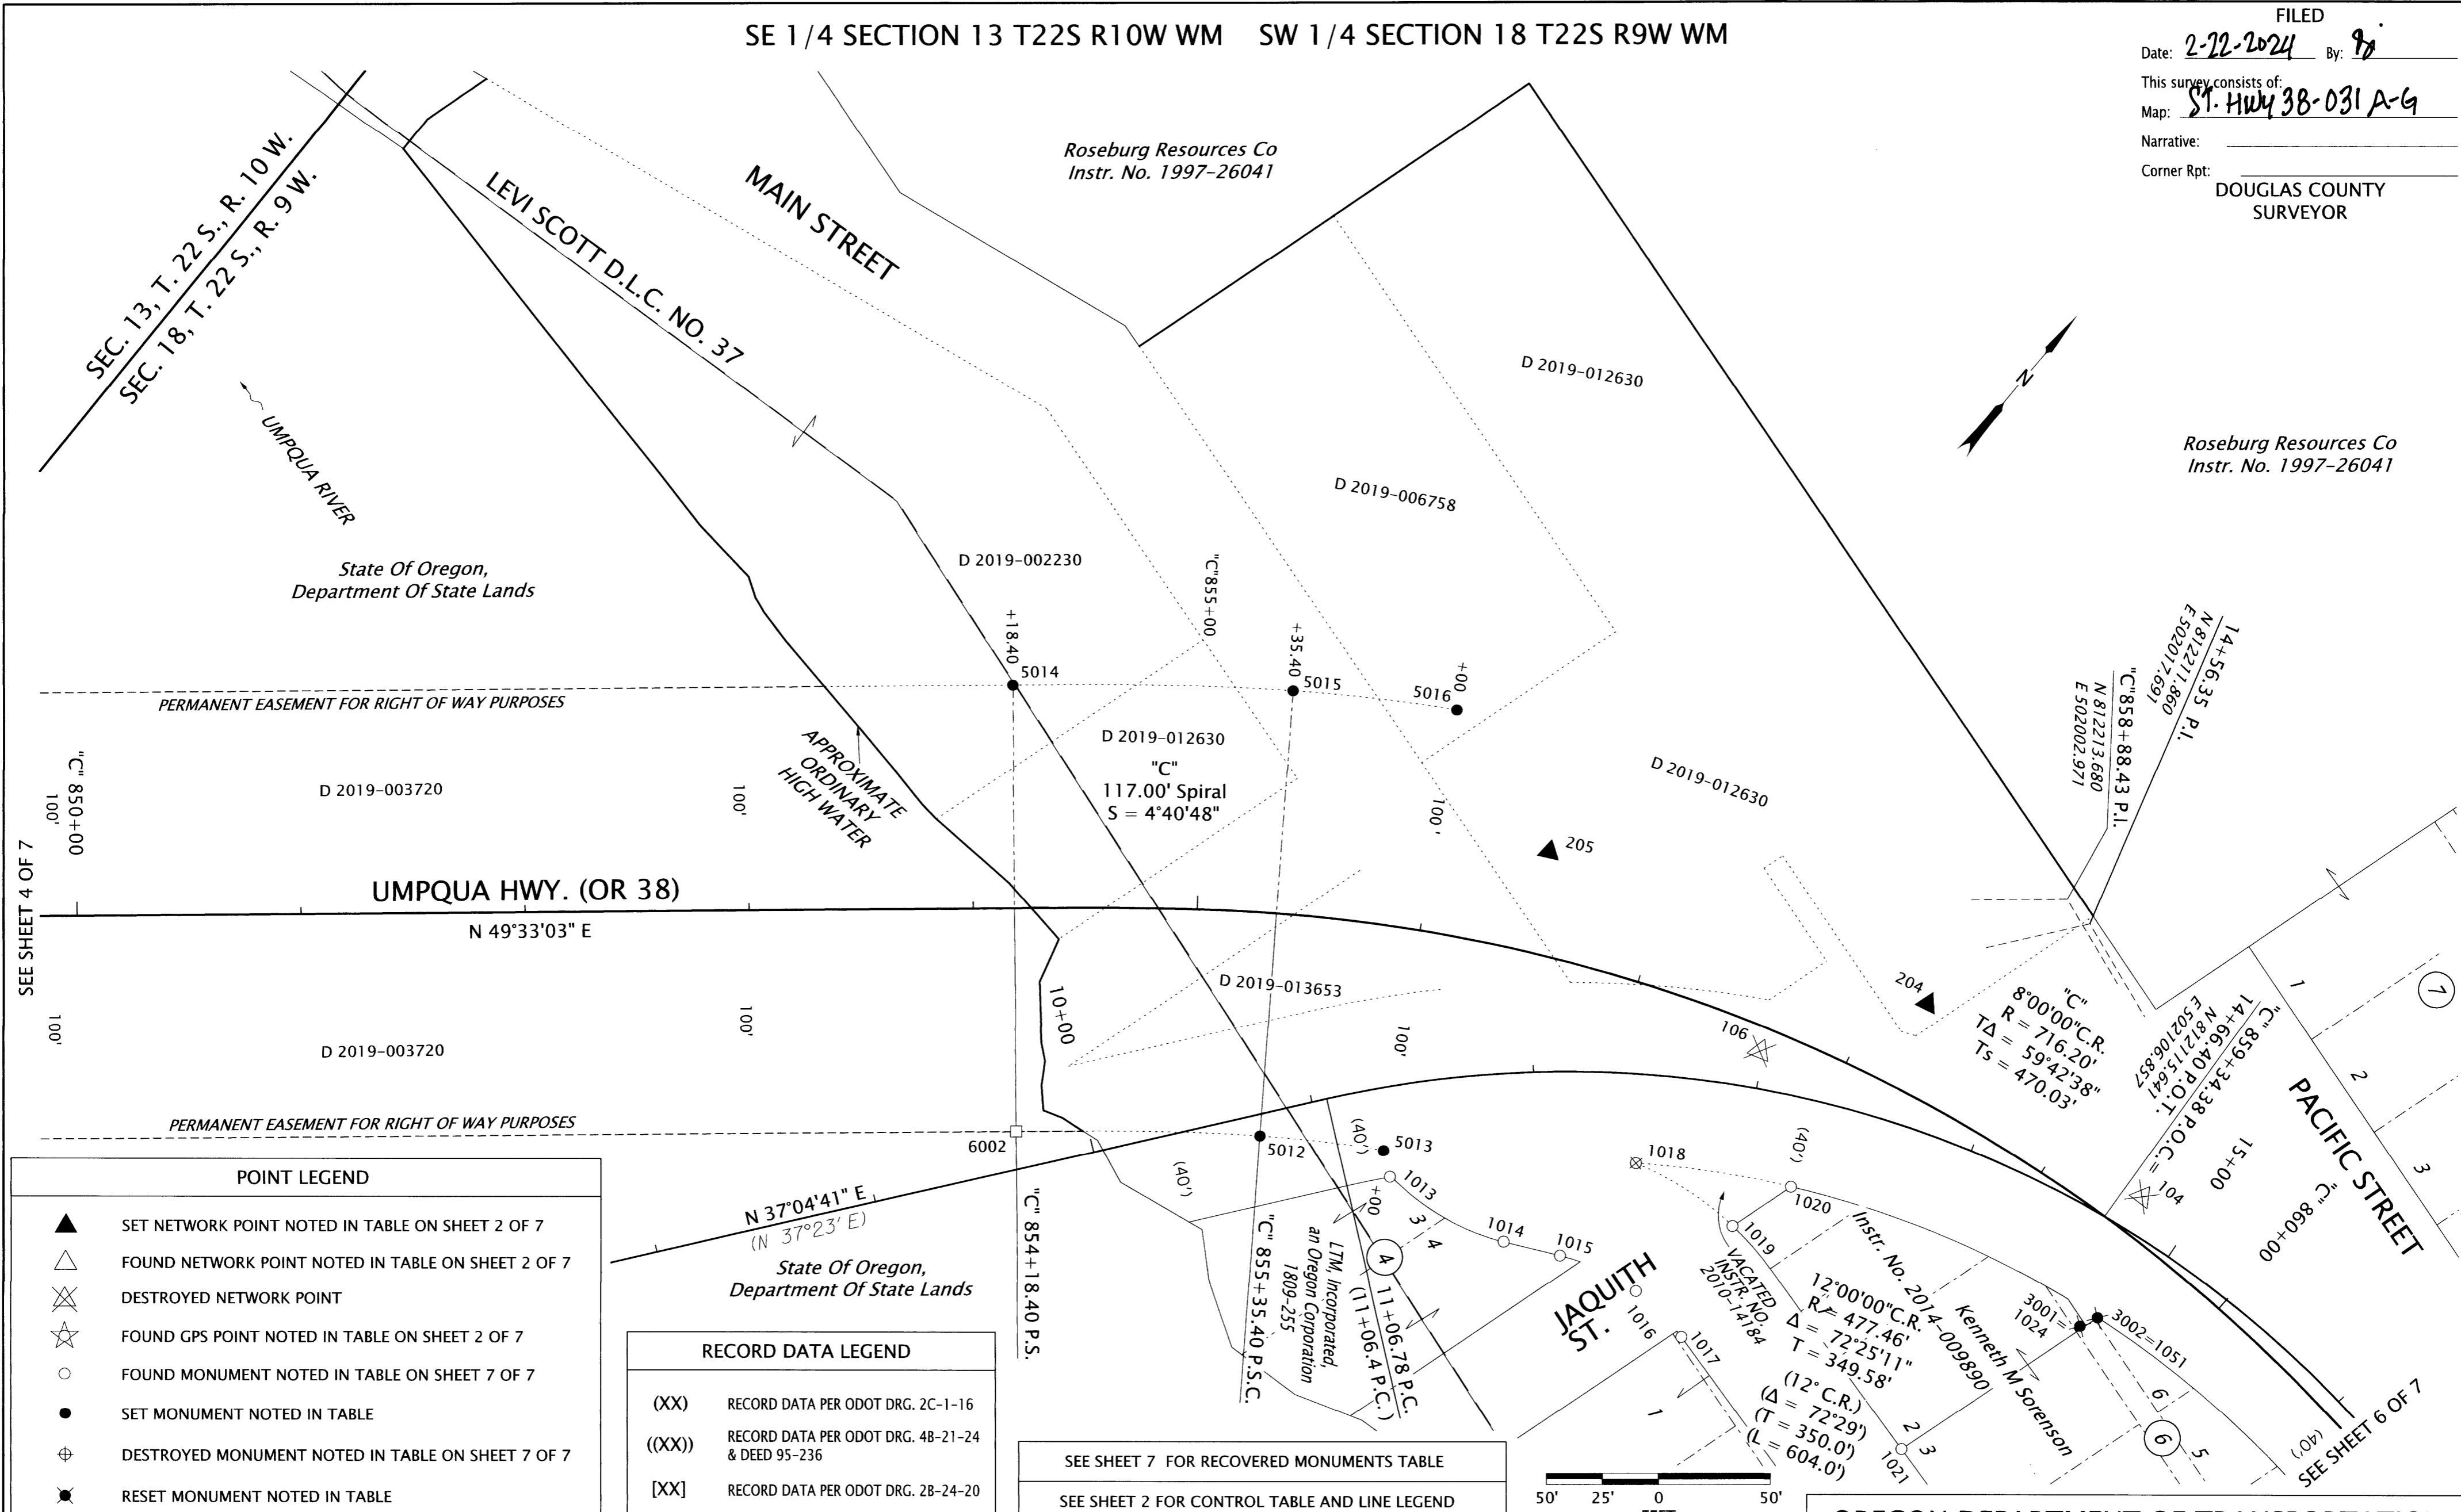 SE 1/4 SECTION 13 T22S R10W WM SW 1/4 SECTION 18 T22S R9W WM
FILED
Date: 2-22-2024 By:
This survey consists of:
Map: ST. HWY 38-031 A-G
Narrative:
Corner Rpt:
DOUGLAS COUNTY
SURVEYOR
SEC. 13, T. 22 S., R. 10 W.
SEC. 18, T. 22 S., R. 9 W.
LEVI SCOTT D.L.C. NO. 37
MAIN STREET
Roseburg Resources Co
Instr. No. 1997-26041
D 2019-012630
N
Roseburg Resources Co
Instr. No. 1997-26041
UMPQUA RIVER
D 2019-006758
State Of Oregon,
Department Of State Lands
D 2019-002230
"C" 855+00
+18.40
5014
+35.40
5015
+00
5016
14+56.35 P.I.
N 812211.860
E 502017.691
"C" 858+88.43 P.I.
N 812213.680
E 502002.971
PERMANENT EASEMENT FOR RIGHT OF WAY PURPOSES
"C" 850+00
100'
D 2019-003720
100'
APPROXIMATE
ORDINARY
HIGH WATER
D 2019-012630
"C"
117.00' Spiral
S = 4°40'48"
100'
D 2019-012630
205
SEE SHEET 4 OF 7
UMPQUA HWY. (OR 38)
N 49°33'03" E
D 2019-013653
204
106
"C"
8°00'00"C.R.
R = 716.20'
TΔ = 59°42'38"
Ts = 470.03'
"C" 859+34.38 P.O.C. =
14+66.40 P.O.T.
N 812115.641
E 502106.857
1
2
3
7
PACIFIC STREET
15+00
"C" 860+00
104
100'
D 2019-003720
100'
10+00
100'
PERMANENT EASEMENT FOR RIGHT OF WAY PURPOSES
6002
5012
(40')
5013
1013
(40')
+00
3
4
1014
1015
1018
(40')
1020
1019
N 37°04'41" E
(N 37°23' E)
State Of Oregon,
Department Of State Lands
"C" 854+18.40 P.S.
"C" 855+35.40 P.S.C.
LTM, Incorporated,
an Oregon Corporation
1809-255
4
11+06.78 P.C.
(11+06.4 P.C.)
JAQUITH
ST.
1016
1017
1
VACATED
INSTR. NO.
2010-14184
Instr. No. 2014-009890
Kenneth M Sorenson
12°00'00"C.R.
R = 477.46'
Δ = 72°25'11"
T = 349.58'
(12° C.R.)
(Δ = 72°29')
(T = 350.0')
(L = 604.0')
2
3
1021
3001=
1024
3002=1051
6
6
5
(40')
SEE SHEET 6 OF 7
POINT LEGEND
SET NETWORK POINT NOTED IN TABLE ON SHEET 2 OF 7
FOUND NETWORK POINT NOTED IN TABLE ON SHEET 2 OF 7
DESTROYED NETWORK POINT
FOUND GPS POINT NOTED IN TABLE ON SHEET 2 OF 7
FOUND MONUMENT NOTED IN TABLE ON SHEET 7 OF 7
SET MONUMENT NOTED IN TABLE
DESTROYED MONUMENT NOTED IN TABLE ON SHEET 7 OF 7
RESET MONUMENT NOTED IN TABLE
RECORD DATA LEGEND
(XX) RECORD DATA PER ODOT DRG. 2C-1-16
((XX)) RECORD DATA PER ODOT DRG. 4B-21-24
& DEED 95-236
[XX] RECORD DATA PER ODOT DRG. 2B-24-20
SEE SHEET 7 FOR RECOVERED MONUMENTS TABLE
SEE SHEET 2 FOR CONTROL TABLE AND LINE LEGEND
50' 25' 0 50'